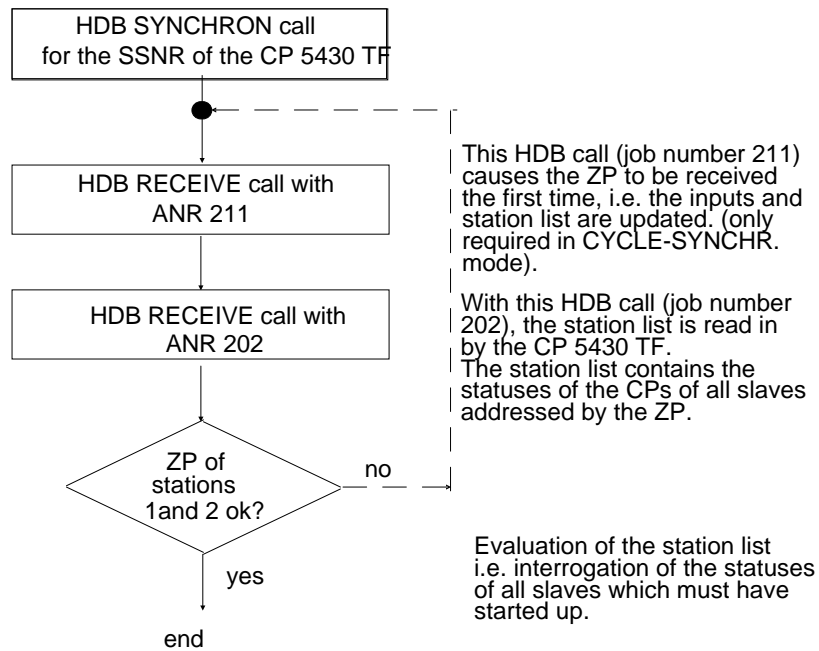 HDB SYNCHRON call
for the SSNR of the CP 5430 TF
HDB RECEIVE call with
ANR 211
This HDB call (job number 211)
causes the ZP to be received
the first time, i.e. the inputs and
station list are updated. (only
required in CYCLE-SYNCHR.
mode).
HDB RECEIVE call with
ANR 202
With this HDB call (job number
202), the station list is read in
by the CP 5430 TF.
The station list contains the
statuses of the CPs of all slaves
addressed by the ZP.
ZP of
stations
1and 2 ok?
no
yes
end
Evaluation of the station list
i.e. interrogation of the statuses
of all slaves which must have
started up.